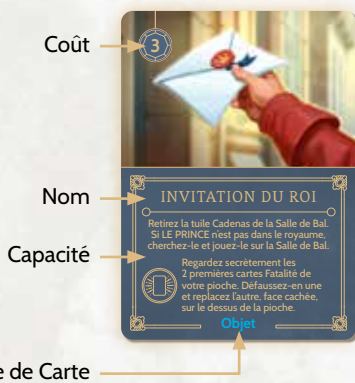 Coût
3
Nom
INVITATION DU ROI
Retirez la tuile Cadenas de la Salle de Bal.
Si LE PRINCE n'est pas dans le royaume,
cherchez-le et jouez-le sur la Salle de Bal.
Capacité
Regardez secrètement les
2 premières cartes Fatalité de
votre pioche. Défaussez-en une
et replacez l'autre, face cachée,
sur le dessus de la pioche.
Objet
e de Carte